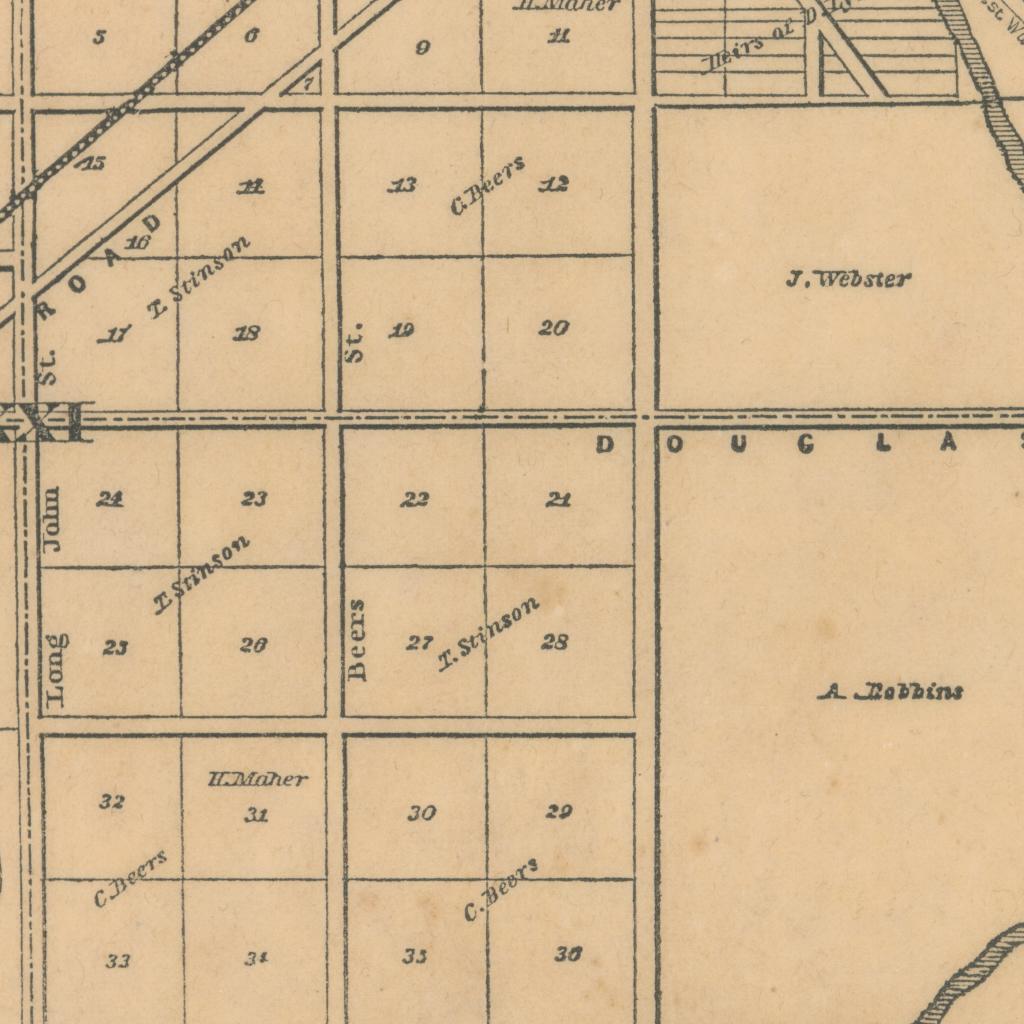 H. Maher
5
6
9
11
7
Heirs of D.
15
11
13
C. Beers
12
16
ROAD
T. Stinson
17
18
St.
19
20
St.
J. Webster
XI
DOUGLAS
24
23
22
21
John
T. Stinson
25
26
Long
27
T. Stinson
28
Beers
A Robbins
32
H. Maher
31
30
29
C. Beers
C. Beers
33
34
35
36